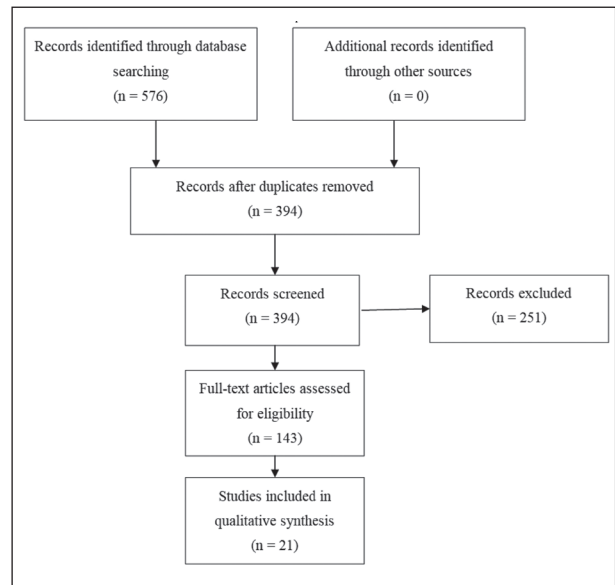 Records identified through database
searching
(n = 576)
Additional records identified
through other sources
(n = 0)
Records after duplicates removed
(n = 394)
Records screened
(n = 394)
Records excluded
(n = 251)
Full-text articles assessed
for eligibility
(n = 143)
Studies included in
qualitative synthesis
(n = 21)